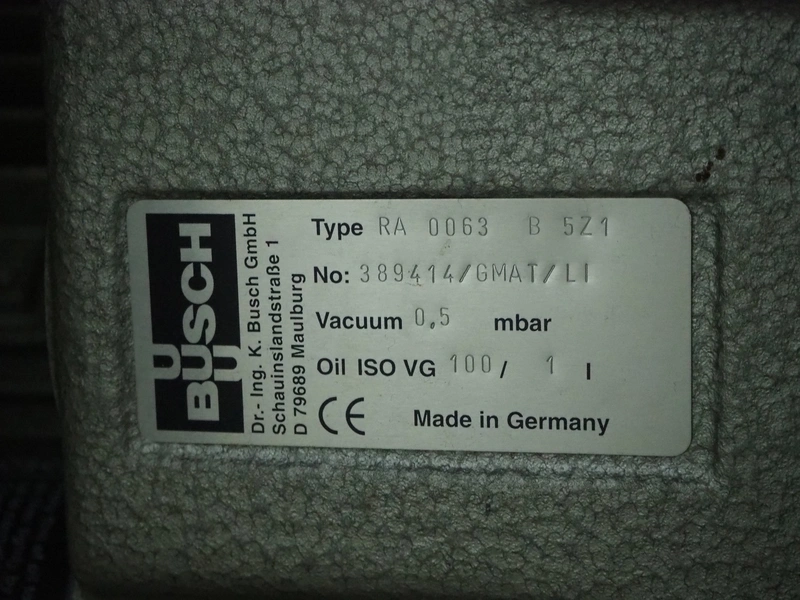 BUSCH
Dr.- Ing. K. Busch GmbH
Schauinslandstraße 1
D 79689 Maulburg
Type RA 0063 B 5Z1
No: 389414/GMAT/LI
Vacuum 0,5 mbar
Oil ISO VG 100/ 1 l
CE Made in Germany